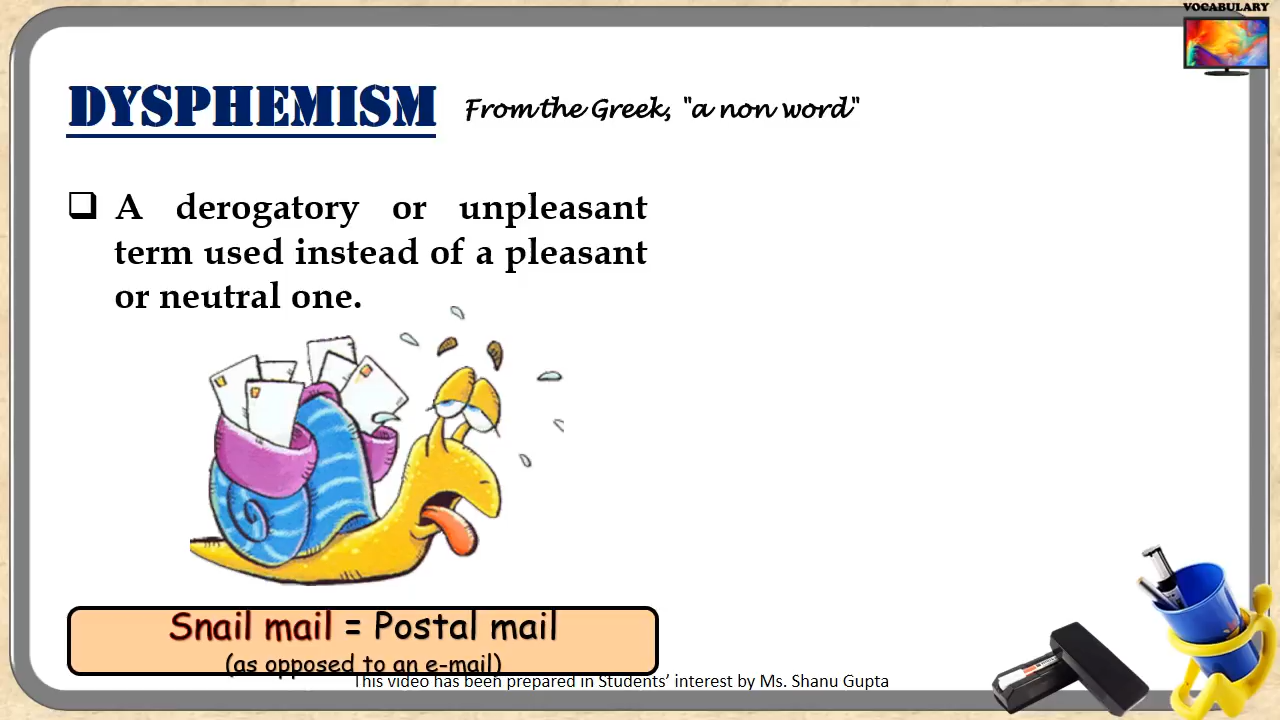 VOCABULARY
DYSPHEMISM From the Greek, "a non word"
❑ A derogatory or unpleasant
term used instead of a pleasant
or neutral one.
Snail mail = Postal mail
(as opposed to an e-mail)
This video has been prepared in Students’ interest by Ms. Shanu Gupta